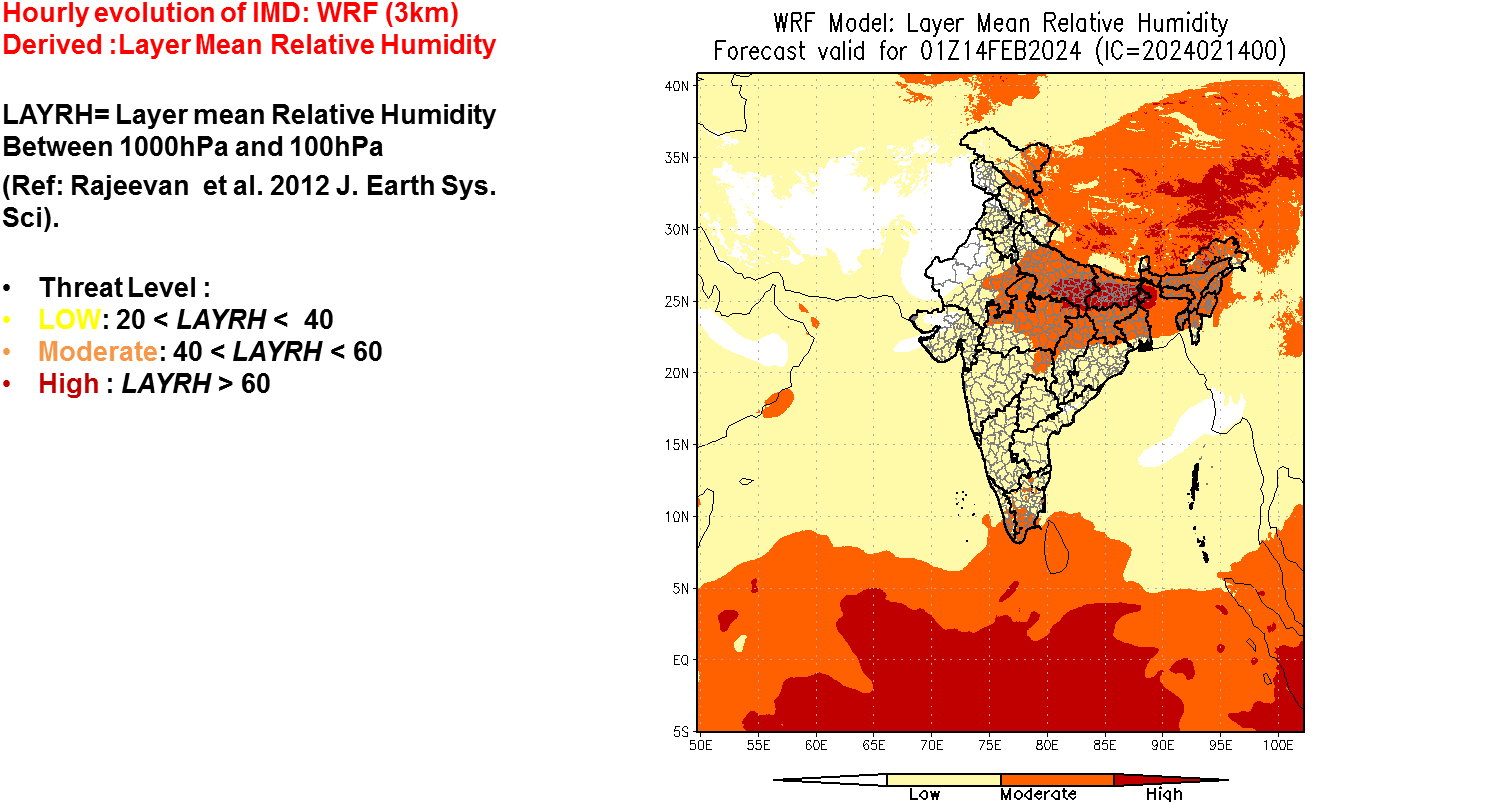 Hourly evolution of IMD: WRF (3km)
Derived :Layer Mean Relative Humidity
LAYRH= Layer mean Relative Humidity
Between 1000hPa and 100hPa
(Ref: Rajeevan et al. 2012 J. Earth Sys.
Sci).
• Threat Level :
• LOW: 20 < LAYRH < 40
• Moderate: 40 < LAYRH < 60
• High : LAYRH > 60
WRF Model: Layer Mean Relative Humidity
Forecast valid for 01Z14FEB2024 (IC=2024021400)
40N
35N
30N
25N
20N
15N
10N
5N
EQ
5S
50E 55E 60E 65E 70E 75E 80E 85E 90E 95E 100E
Low Moderate High